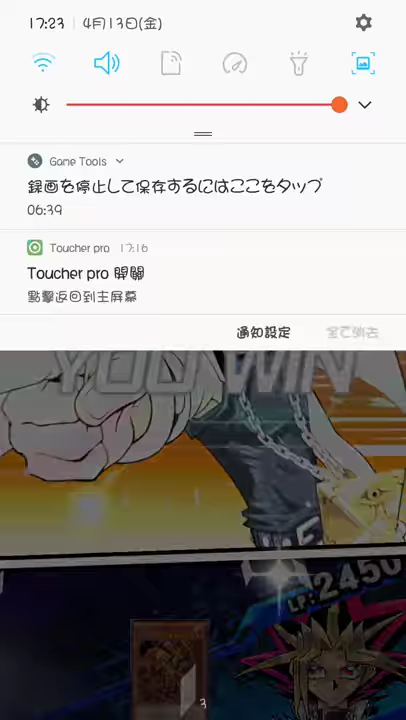 17:23 | 4月13日(金)
Game Tools
録画を停止して保存するにはここをタップ
06:39
Toucher pro 17:16
Toucher pro 開關
點擊返回到主屏幕
通知設定 全て消去
YOU WIN
LP:2450
3